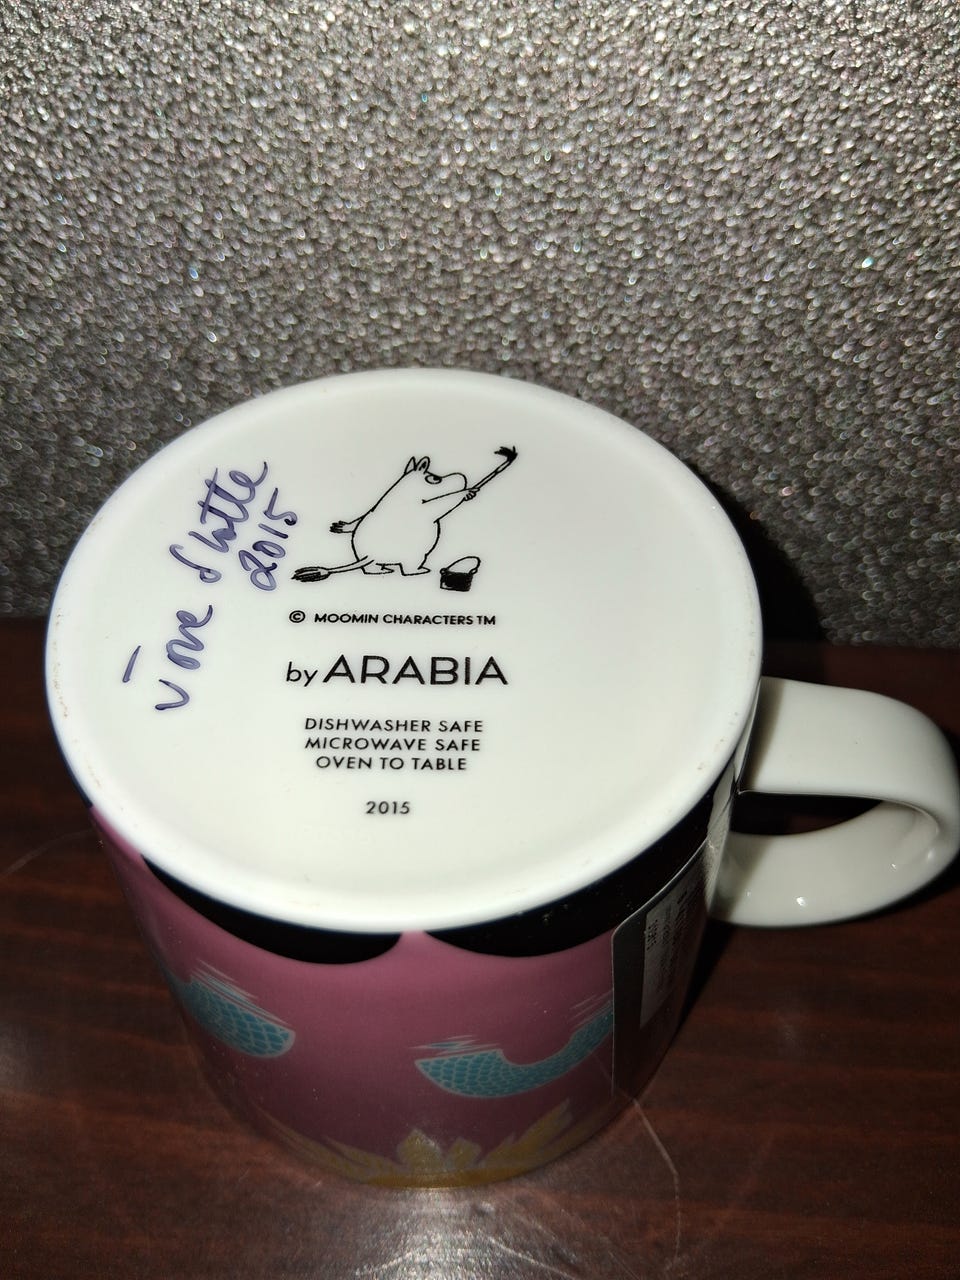 Tove Slotte
2015
© MOOMIN CHARACTERS TM
by ARABIA
DISHWASHER SAFE
MICROWAVE SAFE
OVEN TO TABLE
2015